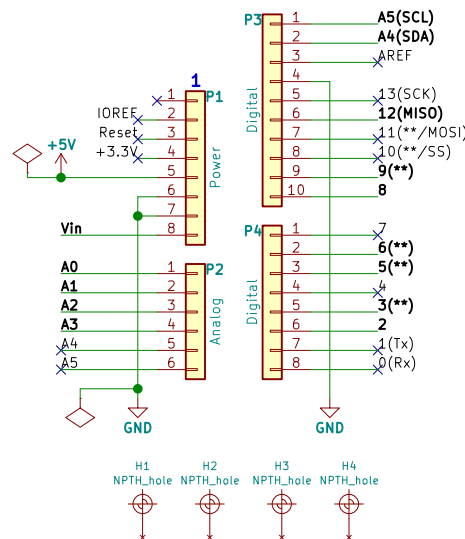 1
P1
1
IOREF 2
Reset 3
+3.3V 4
+5V
5
6
7
Vin 8
Power
P2
A0 1
A1 2
A2 3
A3 4
A4 5
A5 6
Analog
GND
P3
1 A5(SCL)
2 A4(SDA)
3 AREF
4
5 13(SCK)
6 12(MISO)
7 11(**/MOSI)
8 10(**/SS)
9 9(**)
10 8
Digital
P4
1 7
2 6(**)
3 5(**)
4 4
5 3(**)
6 2
7 1(Tx)
8 0(Rx)
Digital
GND
H1 H2 H3 H4
NPTH_hole NPTH_hole NPTH_hole NPTH_hole